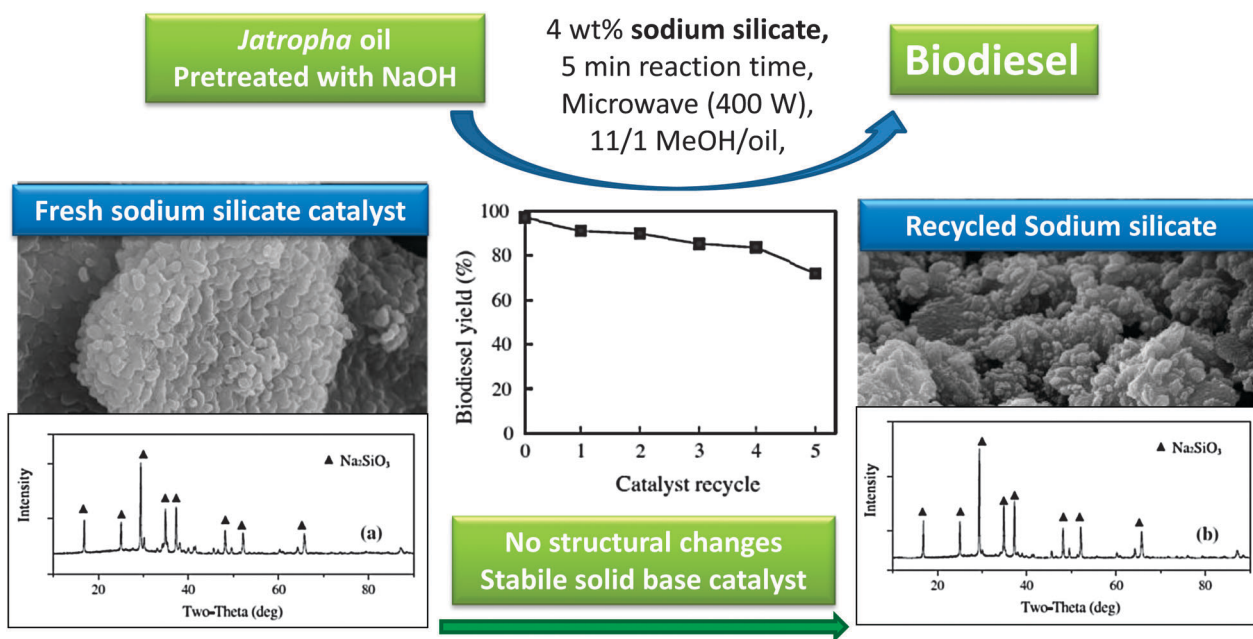 Jatropha oil
Pretreated with NaOH
4 wt% sodium silicate,
5 min reaction time,
Microwave (400 W),
11/1 MeOH/oil,
Biodiesel
Fresh sodium silicate catalyst
Recycled Sodium silicate
Biodiesel yield (%)
100
80
60
40
20
0
0 1 2 3 4 5
Catalyst recycle
Intensity
▲ Na₂SiO₃
(a)
20 40 60 80
Two-Theta (deg)
No structural changes
Stabile solid base catalyst
Intensity
▲ Na₂SiO₃
(b)
20 40 60 80
Two-Theta (deg)